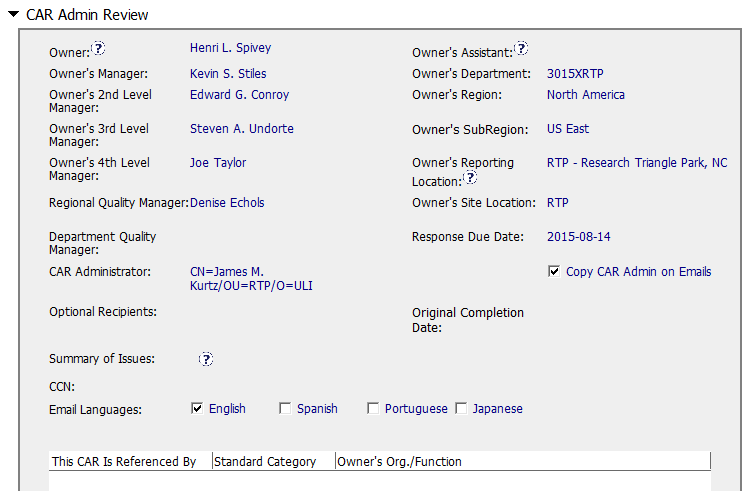 CAR Admin Review
Owner: ? Henri L. Spivey Owner's Assistant: ?
Owner's Manager: Kevin S. Stiles Owner's Department: 3015XRTP
Owner's 2nd Level Manager: Edward G. Conroy Owner's Region: North America
Owner's 3rd Level Manager: Steven A. Undorte Owner's SubRegion: US East
Owner's 4th Level Manager: Joe Taylor Owner's Reporting Location: ? RTP - Research Triangle Park, NC
Regional Quality Manager: Denise Echols Owner's Site Location: RTP
Department Quality Manager: Response Due Date: 2015-08-14
CAR Administrator: CN=James M. Kurtz/OU=RTP/O=ULI Copy CAR Admin on Emails
Optional Recipients: Original Completion Date:
Summary of Issues: ?
CCN:
Email Languages: English Spanish Portuguese Japanese
This CAR Is Referenced By Standard Category Owner's Org./Function